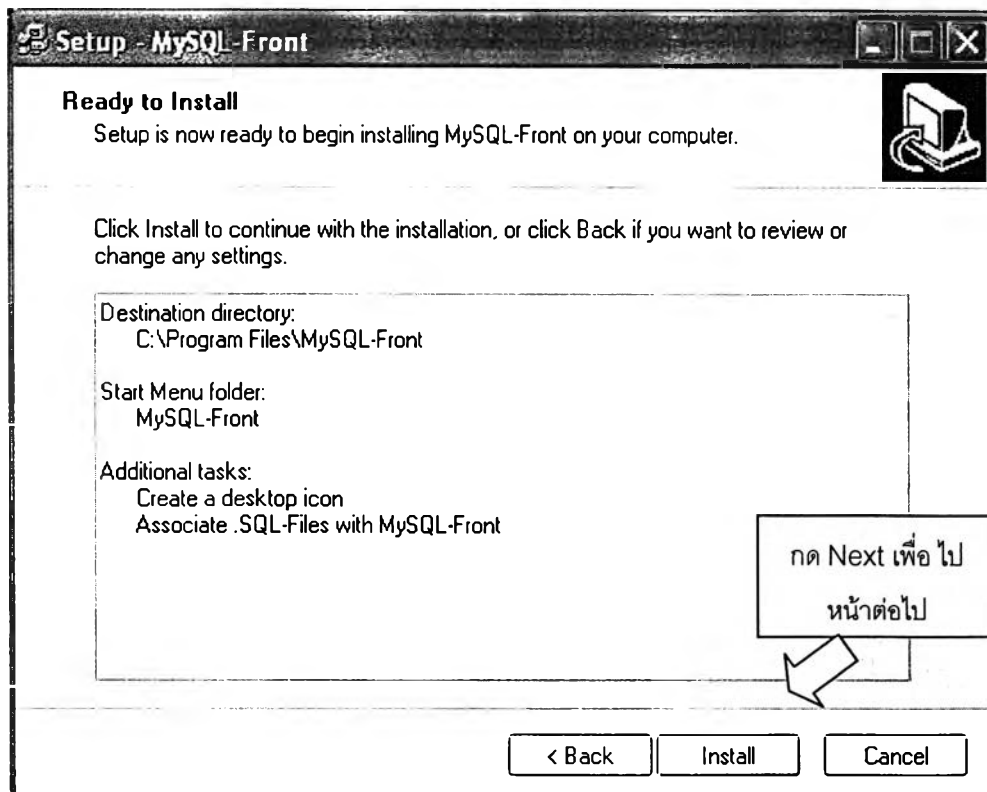 Setup - MySQL-Front
Ready to Install
Setup is now ready to begin installing MySQL-Front on your computer.
Click Install to continue with the installation, or click Back if you want to review or
change any settings.
Destination directory:
C:\Program Files\MySQL-Front
Start Menu folder:
MySQL-Front
Additional tasks:
Create a desktop icon
Associate .SQL-Files with MySQL-Front
กด Next เพื่อ ไป
หน้าต่อไป
< Back
Install
Cancel